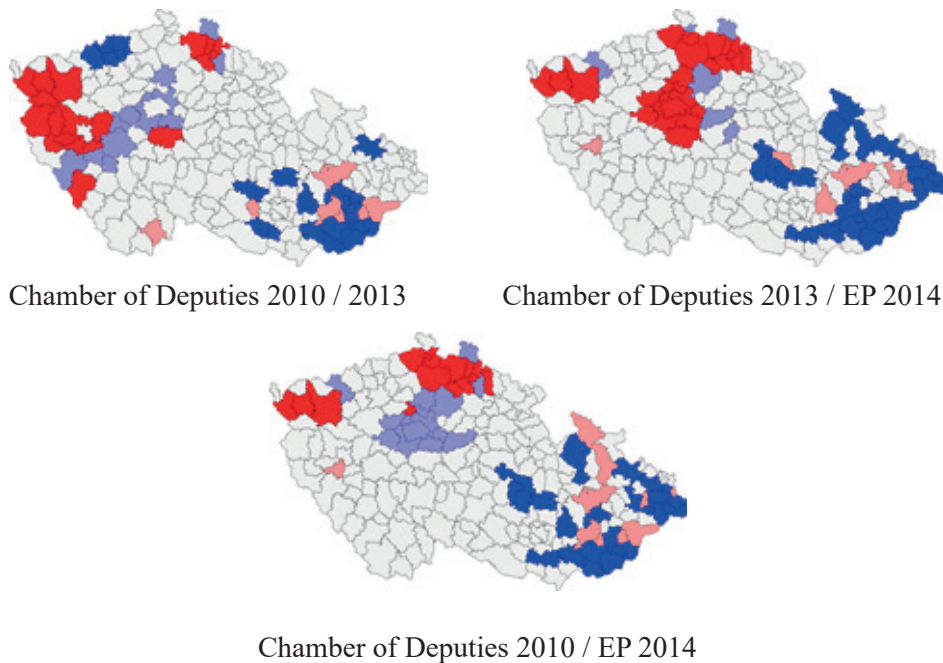 Chamber of Deputies 2010 / 2013
Chamber of Deputies 2013 / EP 2014
Chamber of Deputies 2010 / EP 2014